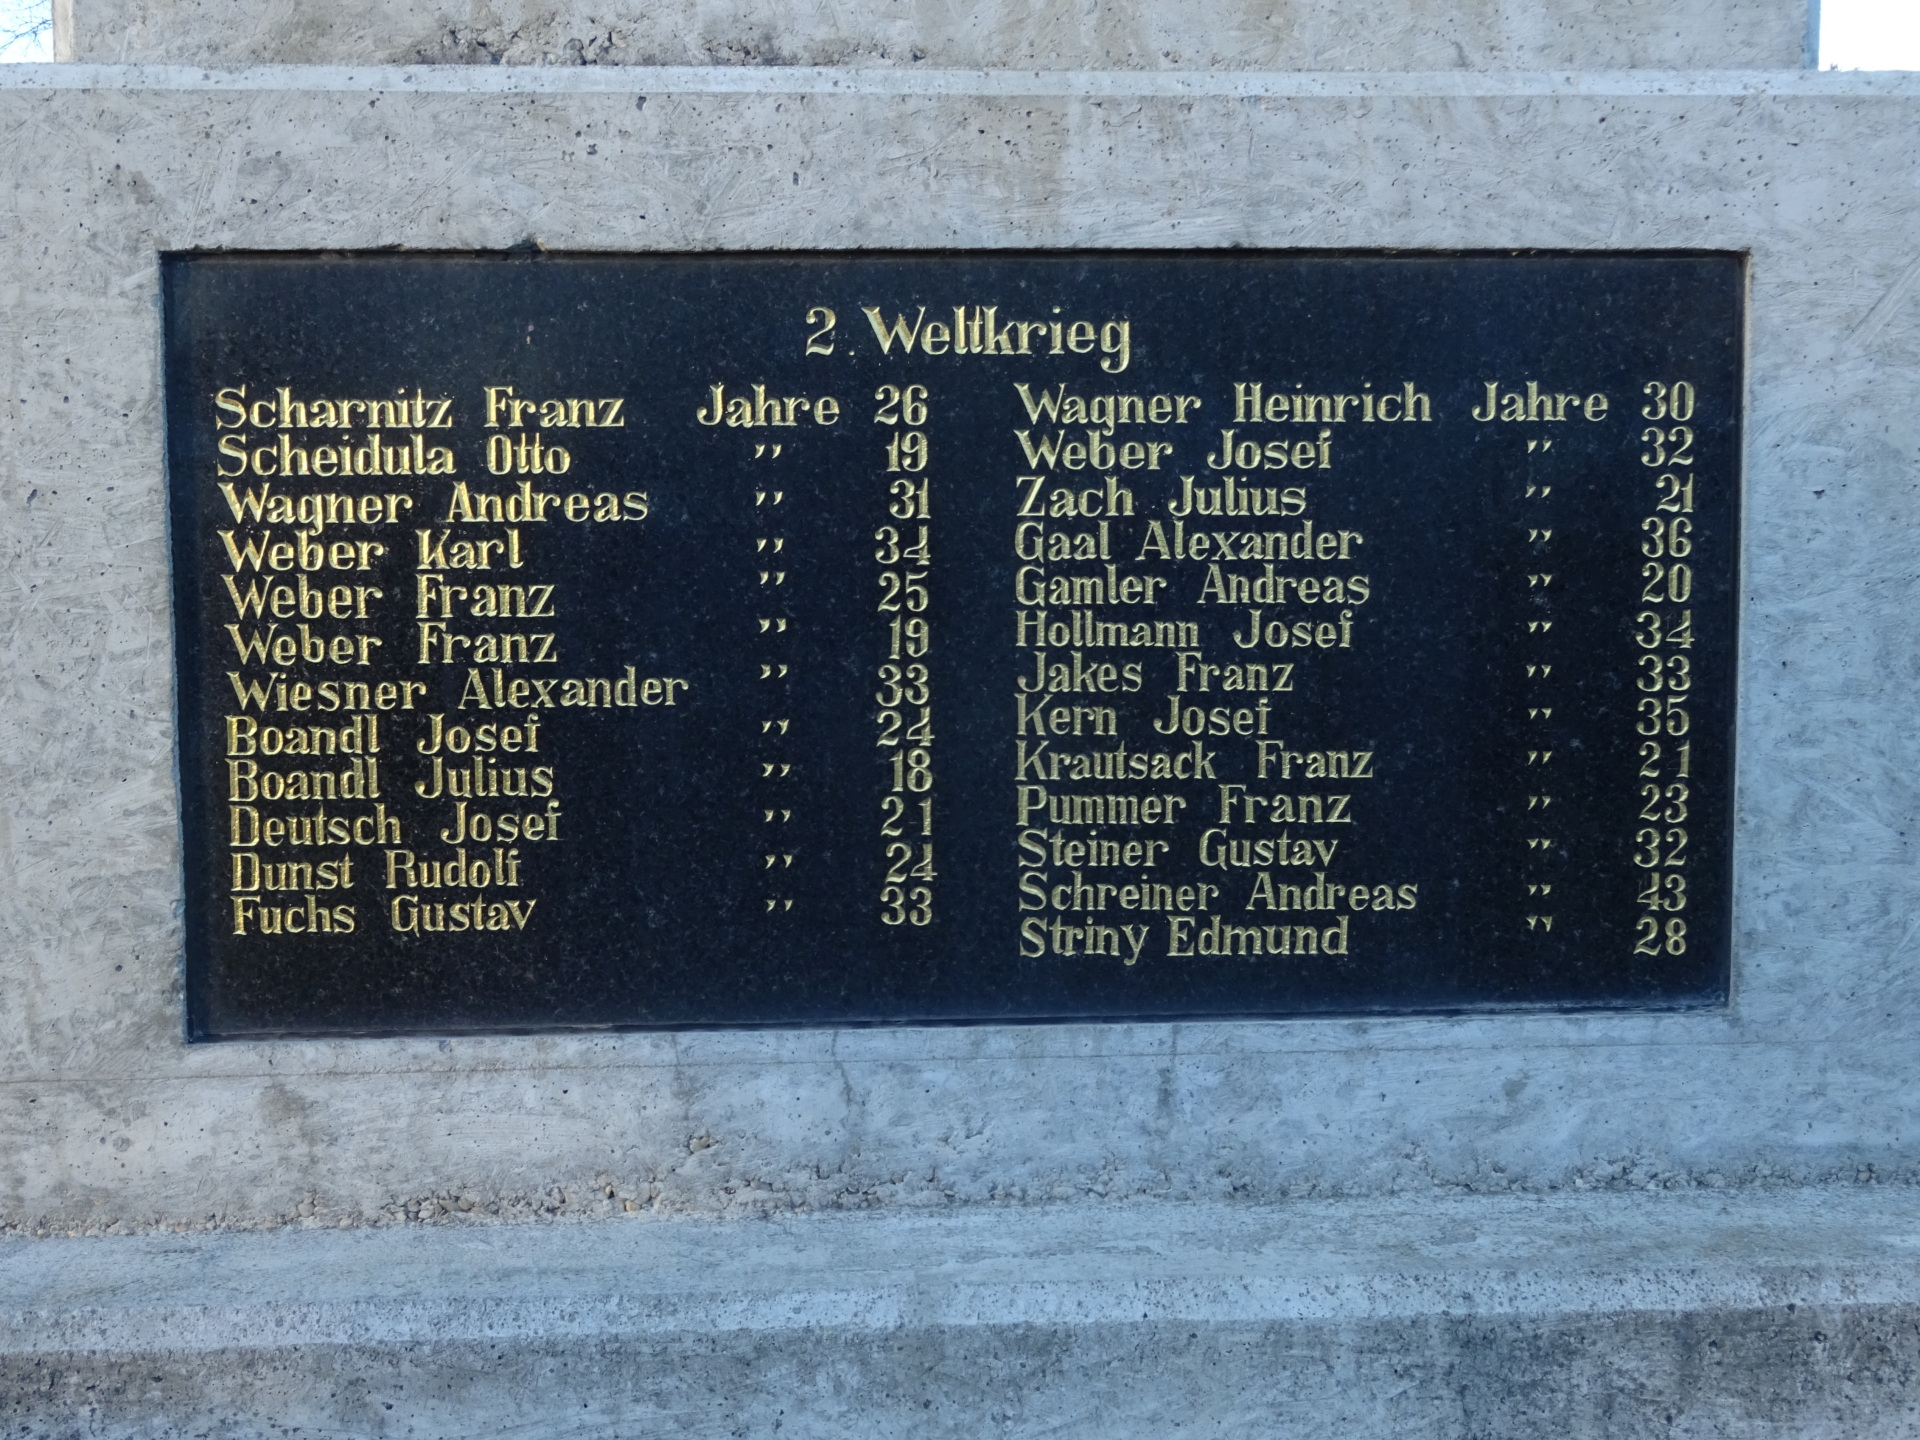 2. Weltkrieg
Scharnitz Franz Jahre 26
Scheidula Otto " 19
Wagner Andreas " 31
Weber Karl " 34
Weber Franz " 25
Weber Franz " 19
Wiesner Alexander " 33
Boandl Josef " 24
Boandl Julius " 18
Deutsch Josef " 21
Dunst Rudolf " 24
Fuchs Gustav " 33
Wagner Heinrich Jahre 30
Weber Josef " 32
Zach Julius " 21
Gaal Alexander " 36
Gamler Andreas " 20
Hollmann Josef " 34
Jakes Franz " 33
Kern Josef " 35
Krautsack Franz " 21
Pummer Franz " 23
Steiner Gustav " 32
Schreiner Andreas " 43
Striny Edmund " 28